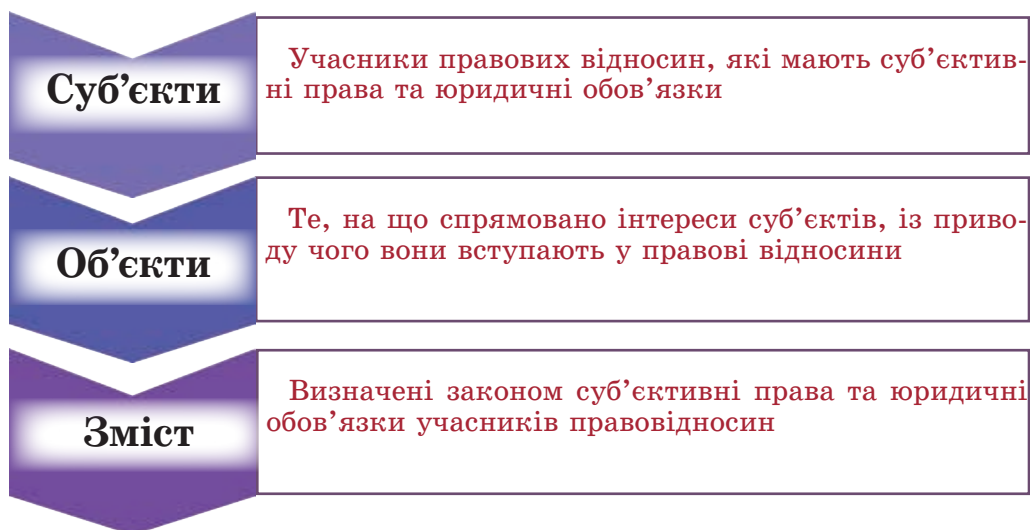 Суб’єкти
Учасники правових відносин, які мають суб’єктив-
ні права та юридичні обов’язки
Об’єкти
Те, на що спрямовано інтереси суб’єктів, із приво-
ду чого вони вступають у правові відносини
Зміст
Визначені законом суб’єктивні права та юридичні
обов’язки учасників правовідносин